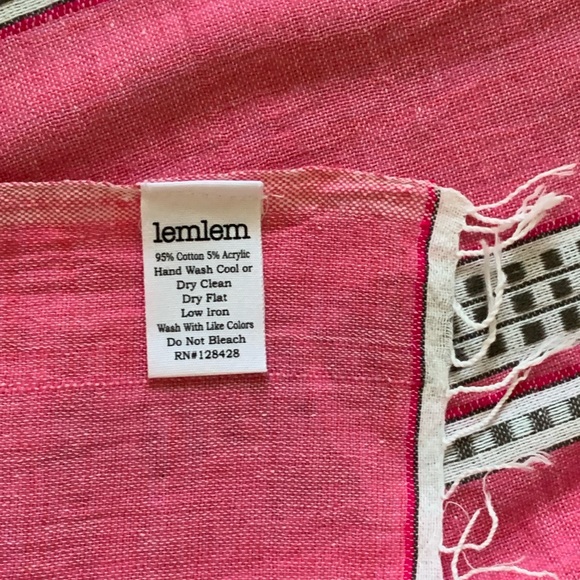 lemlem
95% Cotton 5% Acrylic
Hand Wash Cool or
Dry Clean
Dry Flat
Low Iron
Wash With Like Colors
Do Not Bleach
RN#128428